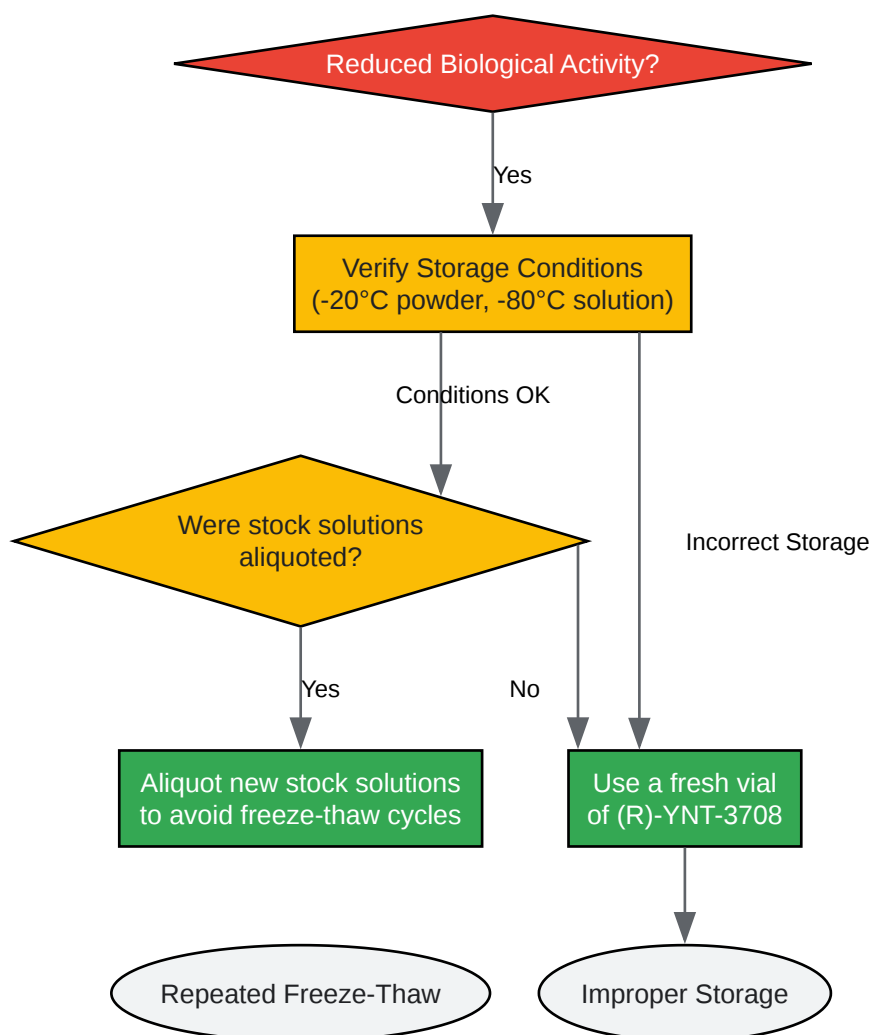 Reduced Biological Activity?
Yes
Verify Storage Conditions
(-20°C powder, -80°C solution)
Conditions OK
Were stock solutions
aliquoted?
Incorrect Storage
Yes
No
Aliquot new stock solutions
to avoid freeze-thaw cycles
Use a fresh vial
of (R)-YNT-3708
Repeated Freeze-Thaw
Improper Storage